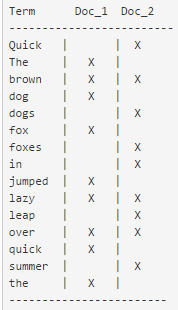 Term Doc_1 Doc_2
-------------------------
Quick | | X
The | X |
brown | X | X
dog | X |
dogs | | X
fox | X |
foxes | | X
in | | X
jumped | X |
lazy | X | X
leap | | X
over | X | X
quick | X |
summer | | X
the | X |
------------------------